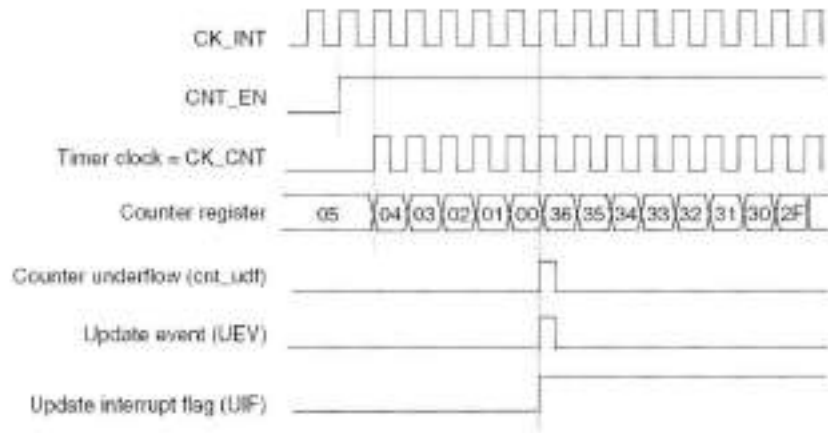 CK_INT
CNT_EN
Timer clock = CK_CNT
Counter register 05 04 03 02 01 00 36 35 34 33 32 31 30 2F
Counter underflow (cnt_udf)
Update event (UEV)
Update interrupt flag (UIF)